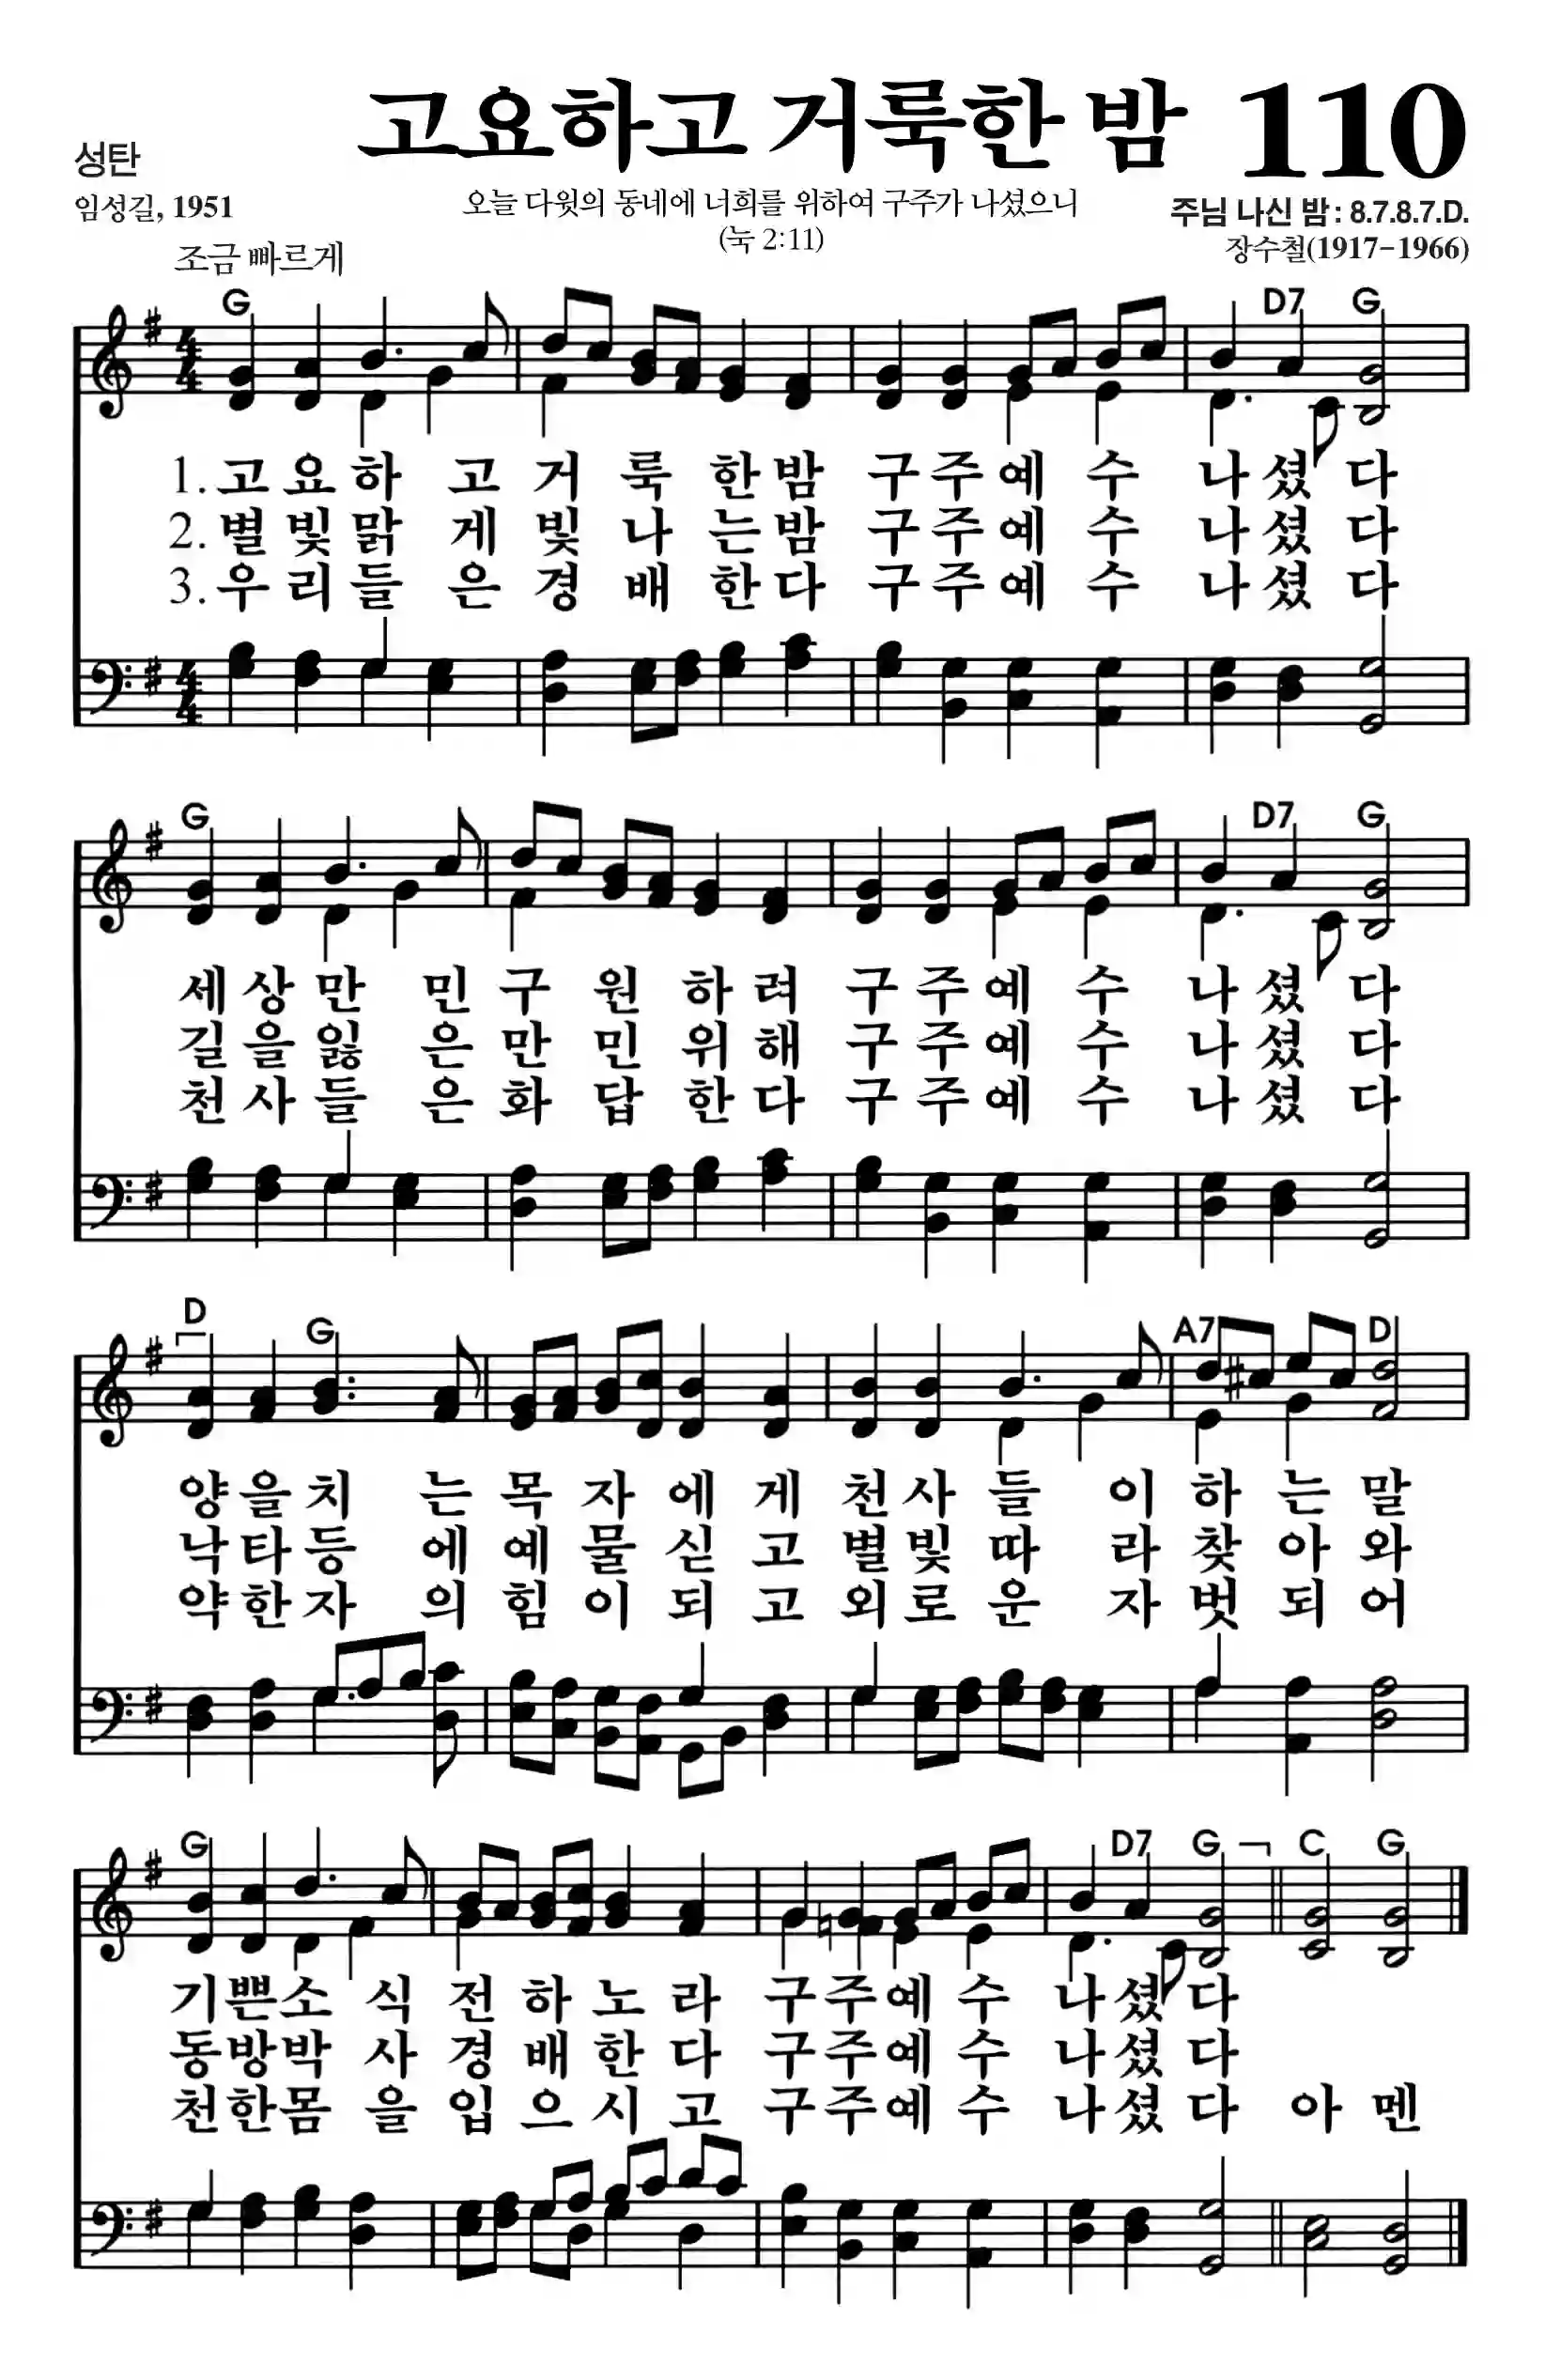 고요하고 거룩한 밤 110
성탄
임성길, 1951
오늘 다윗의 동네에 너희를 위하여 구주가 나셨으니
(눅 2:11)
주님 나신 밤 : 8.7.8.7.D.
장수철(1917-1966)
조금 빠르게
G D7 G
4 4
1. 고 요 하 고 거 룩 한 밤 구 주 예 수 나 셨 다
2. 별 빛 맑 게 빛 나 는 밤 구 주 예 수 나 셨 다
3. 우 리 들 은 경 배 한 다 구 주 예 수 나 셨 다
4 4
G D7 G
세 상 만 민 구 원 하 려 구 주 예 수 나 셨 다
길 을 잃 은 만 민 위 해 구 주 예 수 나 셨 다
천 사 들 은 화 답 한 다 구 주 예 수 나 셨 다
D G A7 D
양 을 치 는 목 자 에 게 천 사 들 이 하 는 말
낙 타 등 에 예 물 싣 고 별 빛 따 라 찾 아 와
약 한 자 의 힘 이 되 고 외 로 운 자 벗 되 어
G D7 G C G
기 쁜 소 식 전 하 노 라 구 주 예 수 나 셨 다
동 방 박 사 경 배 한 다 구 주 예 수 나 셨 다
천 한 몸 을 입 으 시 고 구 주 예 수 나 셨 다 아 멘